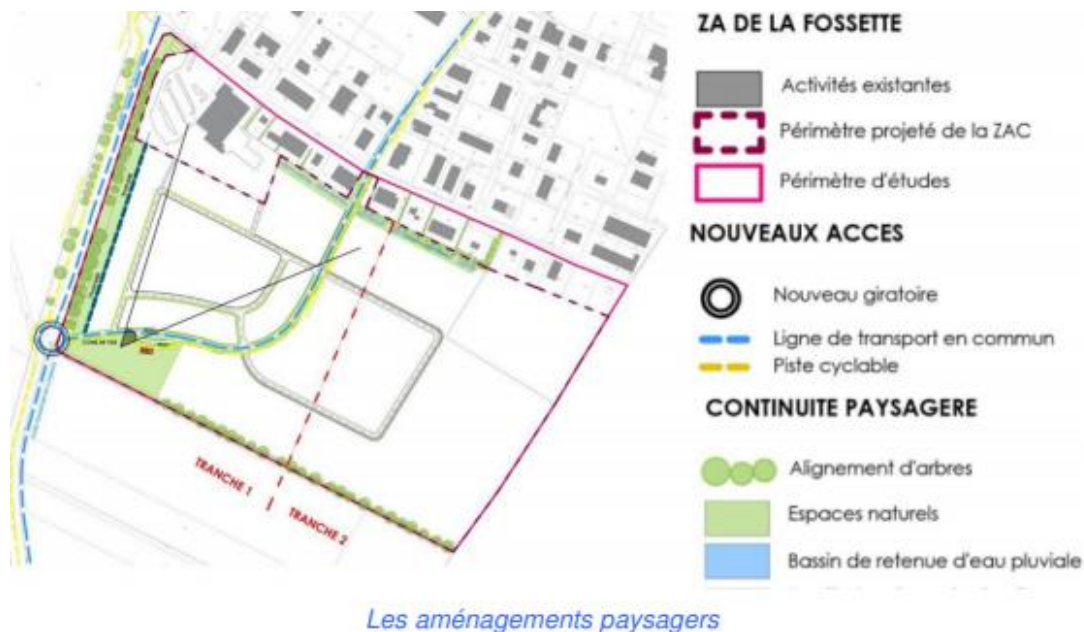 ZA DE LA FOSSETTE
Activités existantes
Périmètre projeté de la ZAC
Périmètre d'études
NOUVEAUX ACCES
Nouveau giratoire
Ligne de transport en commun
Piste cyclable
CONTINUITE PAYSAGERE
Alignement d'arbres
Espaces naturels
Bassin de retenue d'eau pluviale
TRANCHE 1
TRANCHE 2
Les aménagements paysagers